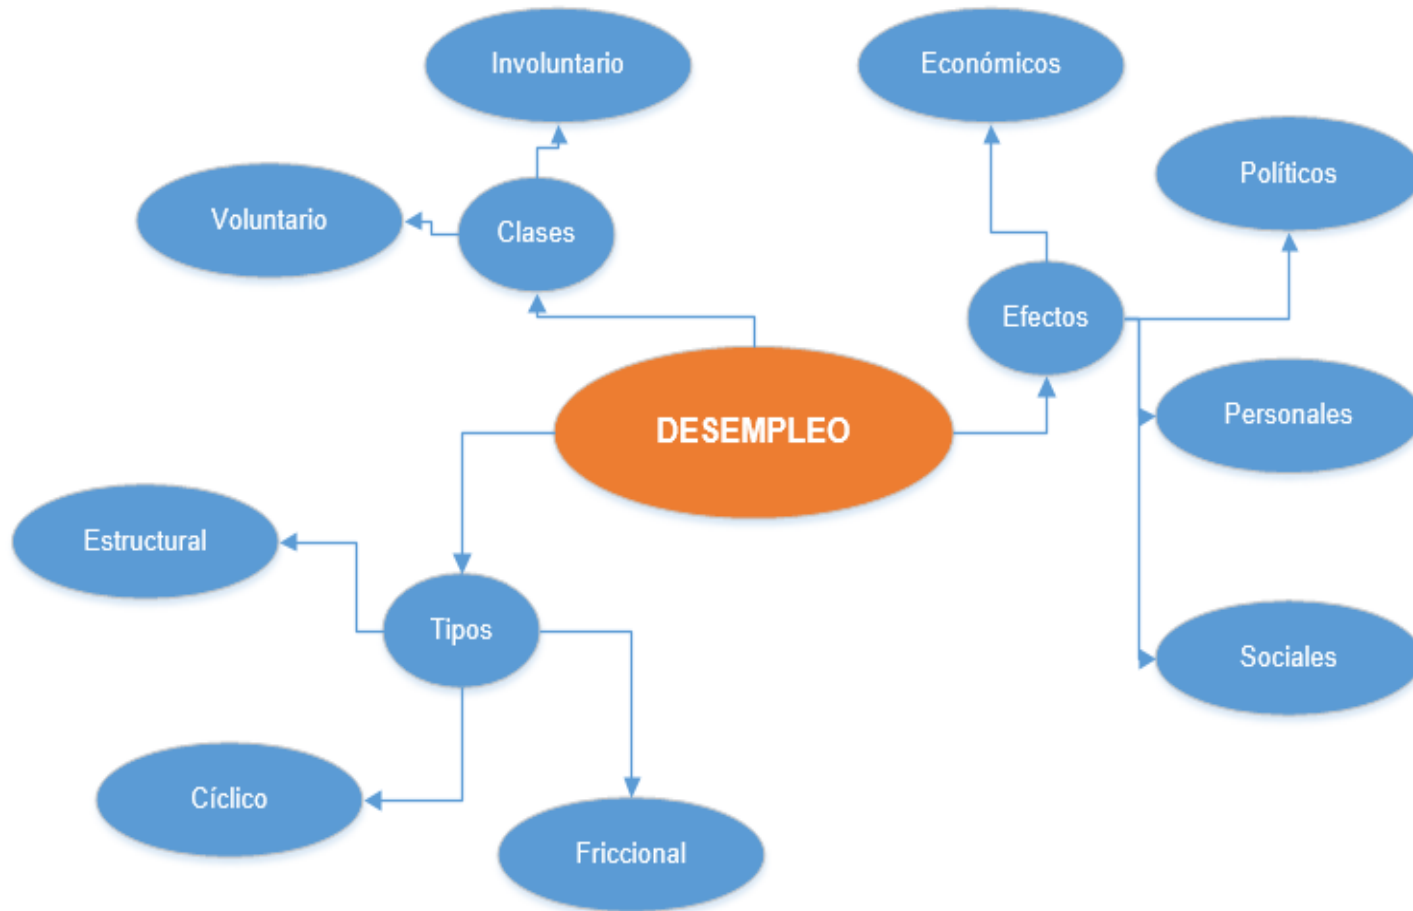 Involuntario
Económicos
Políticos
Voluntario
Clases
Efectos
Personales
DESEMPLEO
Estructural
Tipos
Sociales
Cíclico
Friccional